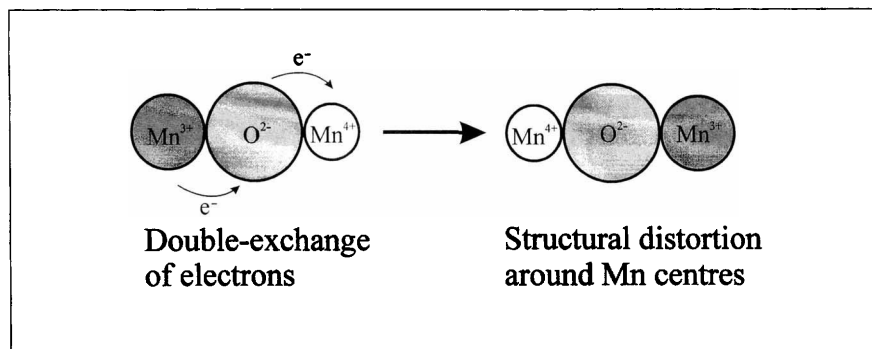 e⁻
Mn³⁺ O²⁻ Mn⁴⁺ Mn⁴⁺ O²⁻ Mn³⁺
e⁻
Double-exchange
of electrons
Structural distortion
around Mn centres